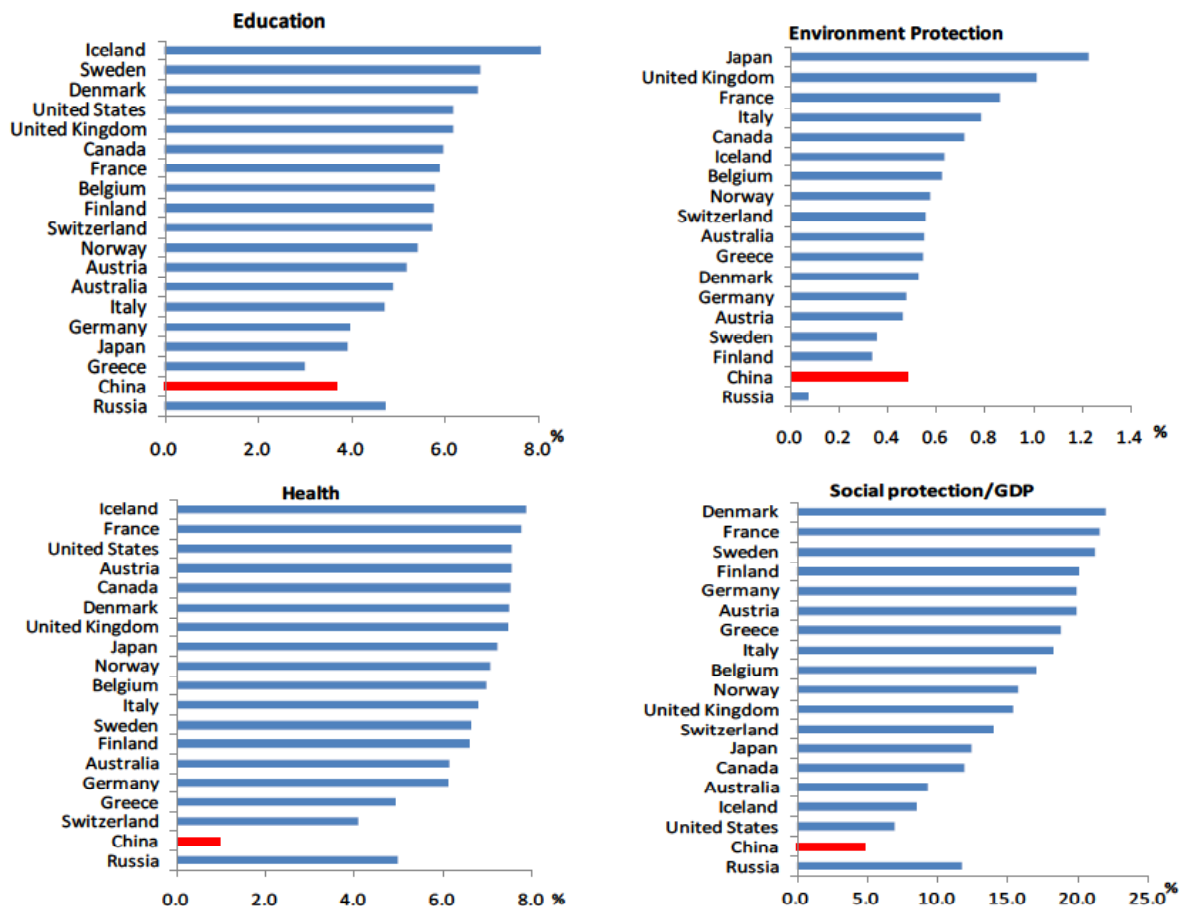 Education
Iceland
Sweden
Denmark
United States
United Kingdom
Canada
France
Belgium
Finland
Switzerland
Norway
Austria
Australia
Italy
Germany
Japan
Greece
China
Russia
0.0 2.0 4.0 6.0 8.0 %
Environment Protection
Japan
United Kingdom
France
Italy
Canada
Iceland
Belgium
Norway
Switzerland
Australia
Greece
Denmark
Germany
Austria
Sweden
Finland
China
Russia
0.0 0.2 0.4 0.6 0.8 1.0 1.2 1.4 %
Health
Iceland
France
United States
Austria
Canada
Denmark
United Kingdom
Japan
Norway
Belgium
Italy
Sweden
Finland
Australia
Germany
Greece
Switzerland
China
Russia
0.0 2.0 4.0 6.0 8.0 %
Social protection/GDP
Denmark
France
Sweden
Finland
Germany
Austria
Greece
Italy
Belgium
Norway
United Kingdom
Switzerland
Japan
Canada
Australia
Iceland
United States
China
Russia
0.0 5.0 10.0 15.0 20.0 25.0 %